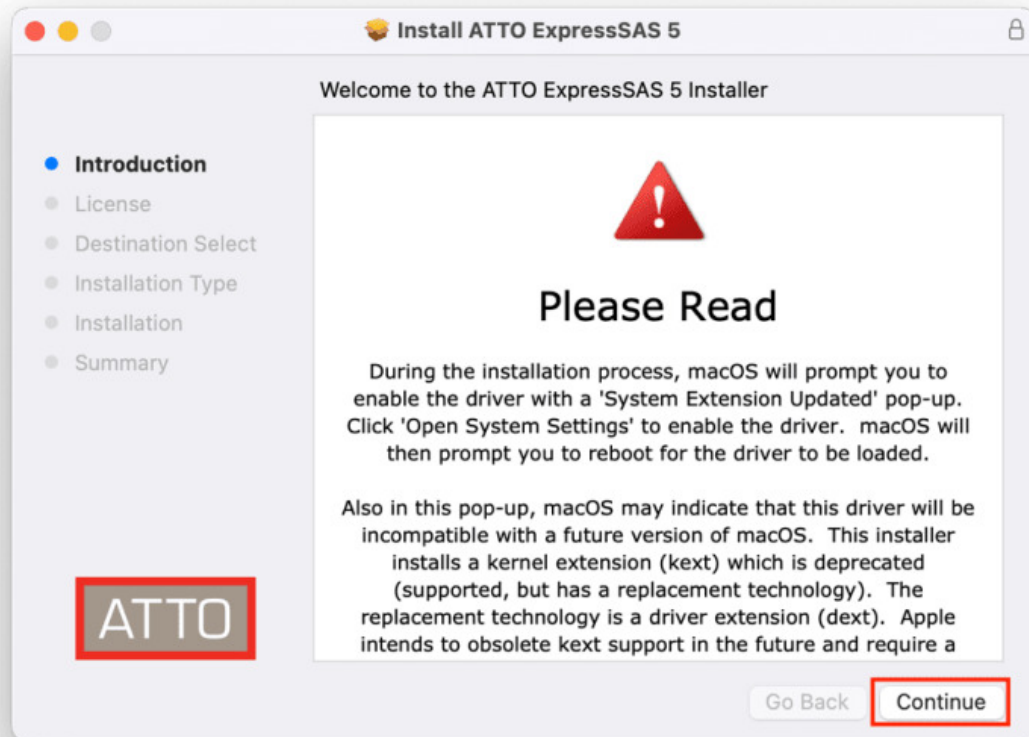 Install ATTO ExpressSAS 5
Welcome to the ATTO ExpressSAS 5 Installer
Introduction
License
Destination Select
Installation Type
Installation
Summary
ATTO
Please Read
During the installation process, macOS will prompt you to
enable the driver with a 'System Extension Updated' pop-up.
Click 'Open System Settings' to enable the driver.  macOS will
then prompt you to reboot for the driver to be loaded.
Also in this pop-up, macOS may indicate that this driver will be
incompatible with a future version of macOS.  This installer
installs a kernel extension (kext) which is deprecated
(supported, but has a replacement technology).  The
replacement technology is a driver extension (dext).  Apple
intends to obsolete kext support in the future and require a
Go Back
Continue